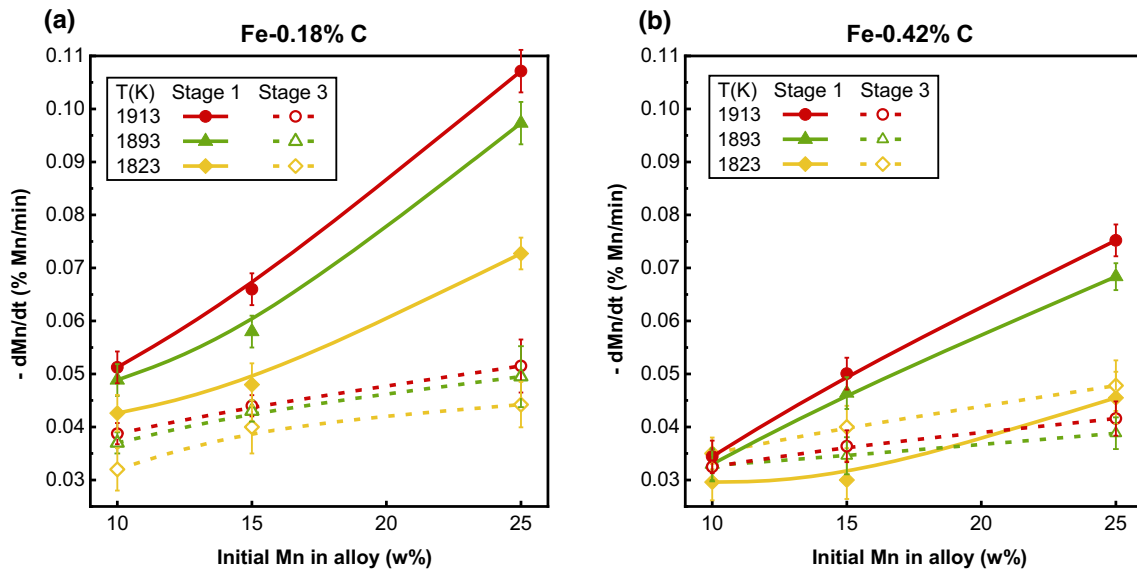 (a)
Fe-0.18% C
0.11
0.10
0.09
0.08
0.07
0.06
0.05
0.04
0.03
- dMn/dt (% Mn/min)
T(K) Stage 1 Stage 3
1913
1893
1823
10 15 20 25
Initial Mn in alloy (w%)
(b)
Fe-0.42% C
0.11
0.10
0.09
0.08
0.07
0.06
0.05
0.04
0.03
- dMn/dt (% Mn/min)
T(K) Stage 1 Stage 3
1913
1893
1823
10 15 20 25
Initial Mn in alloy (w%)